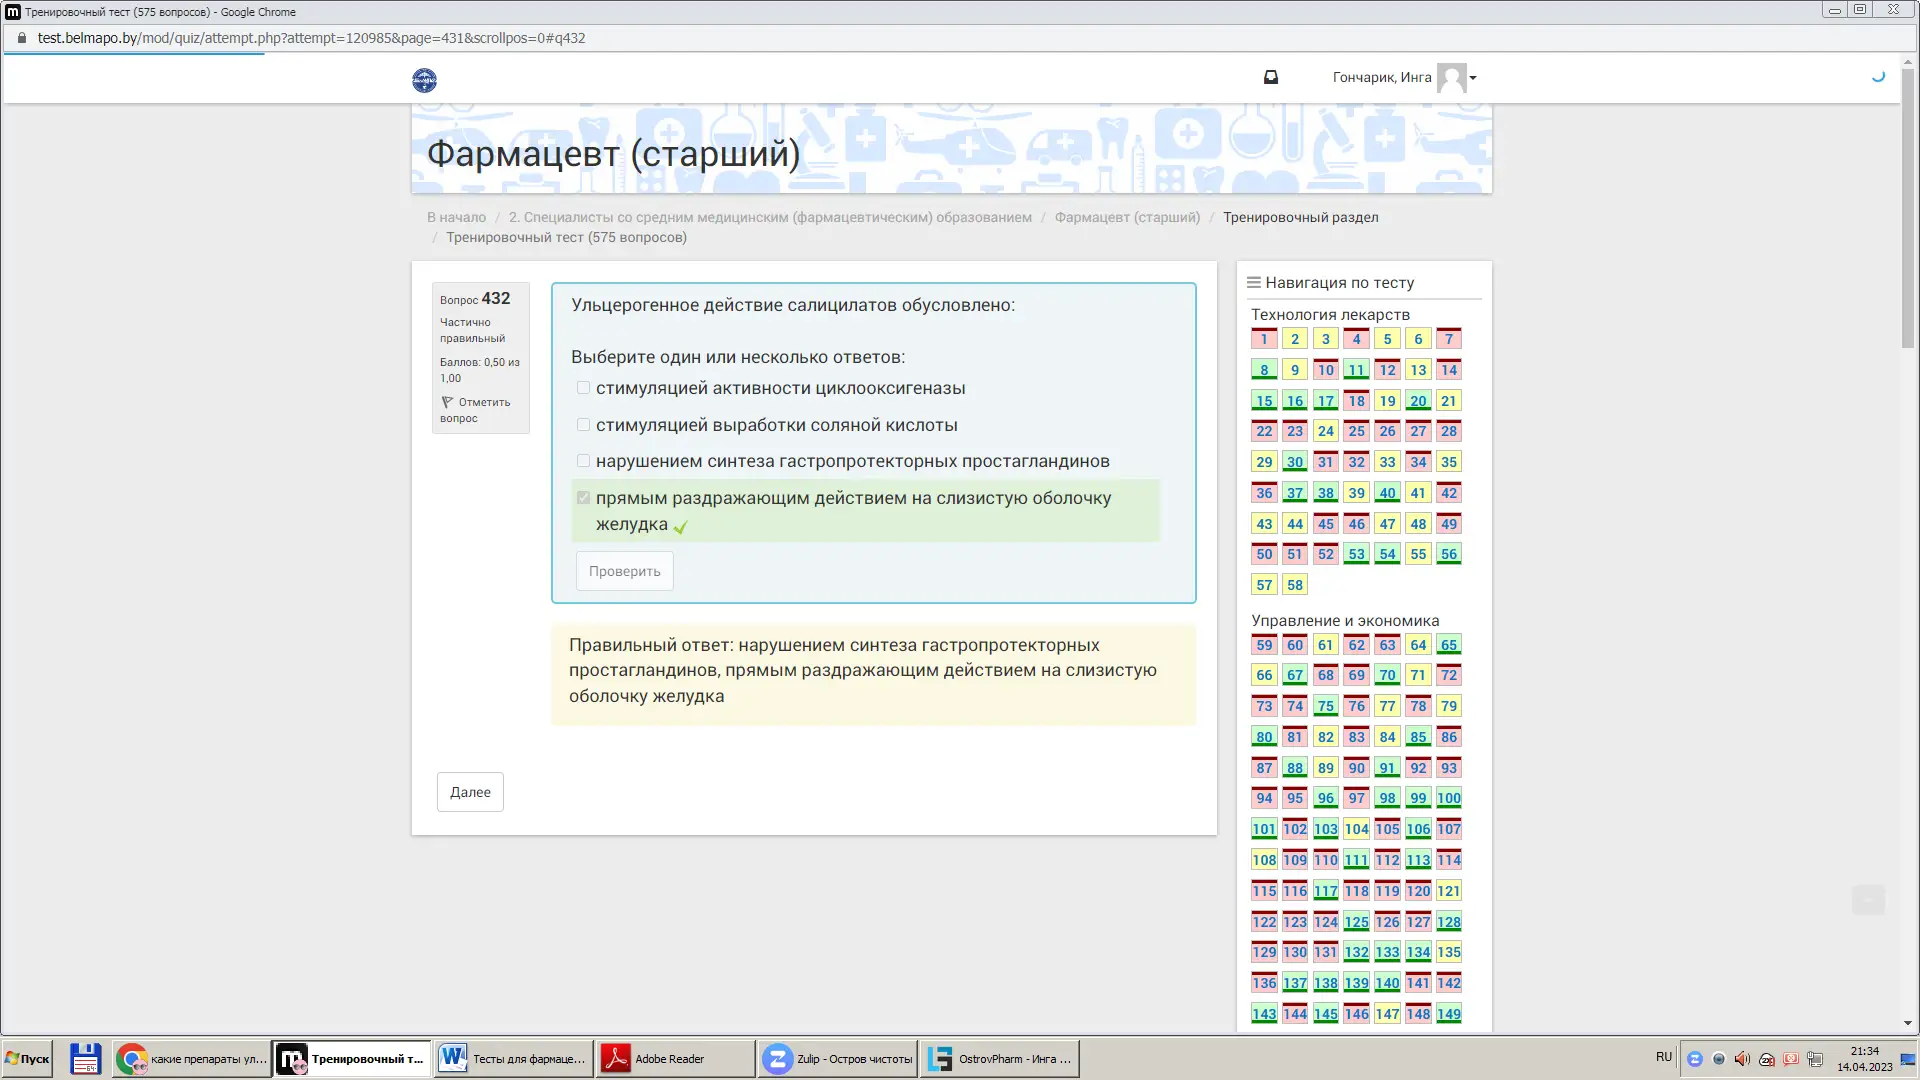 Тренировочный тест (575 вопросов) - Google Chrome
test.belmapo.by/mod/quiz/attempt.php?attempt=120985&page=431&scrollpos=0#q432
Гончарик, Инга
Фармацевт (старший)
В начало / 2. Специалисты со средним медицинским (фармацевтическим) образованием / Фармацевт (старший) / Тренировочный раздел
/ Тренировочный тест (575 вопросов)
Вопрос 432
Частично
правильный
Баллов: 0,50 из
1,00
Отметить
вопрос
Ульцерогенное действие салицилатов обусловлено:
Выберите один или несколько ответов:
стимуляцией активности циклооксигеназы
стимуляцией выработки соляной кислоты
нарушением синтеза гастропротекторных простагландинов
прямым раздражающим действием на слизистую оболочку
желудка
Проверить
Правильный ответ: нарушением синтеза гастропротекторных
простагландинов, прямым раздражающим действием на слизистую
оболочку желудка
Далее
Навигация по тесту
Технология лекарств
1 2 3 4 5 6 7
8 9 10 11 12 13 14
15 16 17 18 19 20 21
22 23 24 25 26 27 28
29 30 31 32 33 34 35
36 37 38 39 40 41 42
43 44 45 46 47 48 49
50 51 52 53 54 55 56
57 58
Управление и экономика
59 60 61 62 63 64 65
66 67 68 69 70 71 72
73 74 75 76 77 78 79
80 81 82 83 84 85 86
87 88 89 90 91 92 93
94 95 96 97 98 99 100
101 102 103 104 105 106 107
108 109 110 111 112 113 114
115 116 117 118 119 120 121
122 123 124 125 126 127 128
129 130 131 132 133 134 135
136 137 138 139 140 141 142
143 144 145 146 147 148 149
Пуск
какие препараты ул...
Тренировочный т...
Тесты для фармаце...
Adobe Reader
Zulip - Остров чистоты
OstrovPharm - Инга ...
RU
21:34
14.04.2023